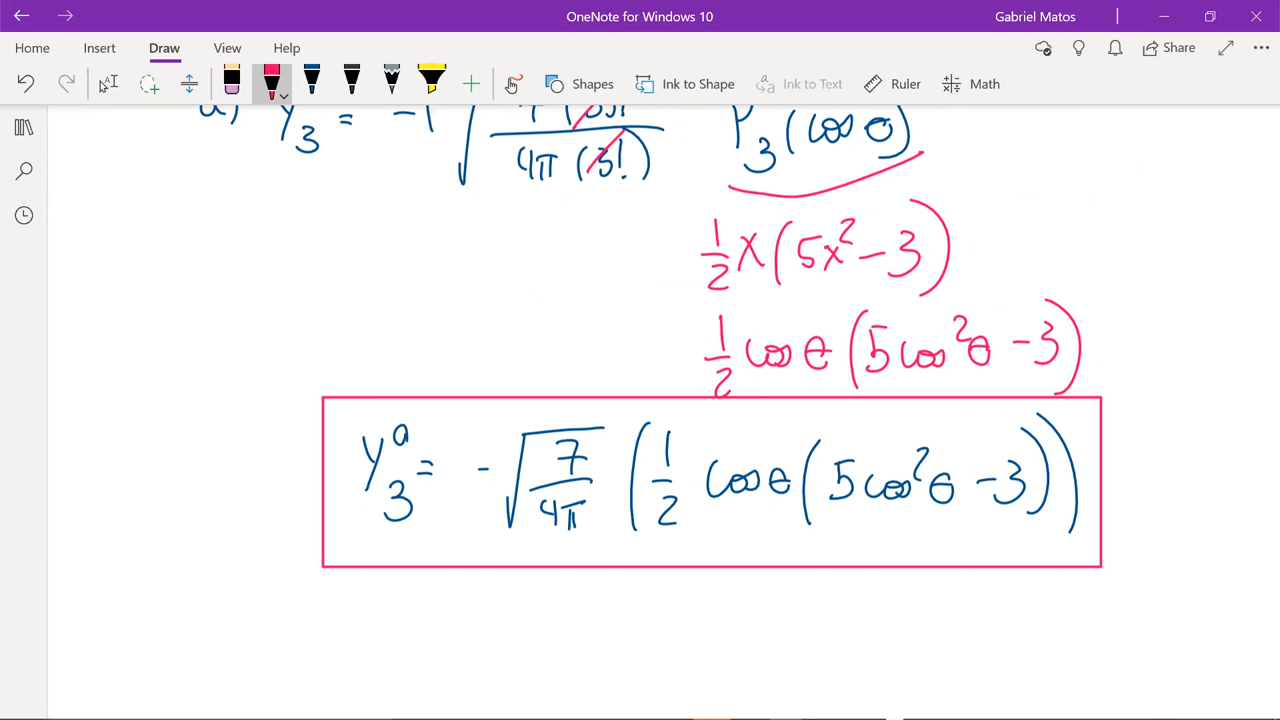 OneNote for Windows 10
Gabriel Matos
Home Insert Draw View Help
Share
Shapes Ink to Shape Ink to Text Ruler Math
a) y₃ = -1 √ 4π (3!) P₃(cos θ)
1/2 x(5x² - 3)
1/2 cos θ (5cos²θ - 3)
y₃⁰ = - √(7/4π) (1/2 cos θ (5cos²θ - 3))